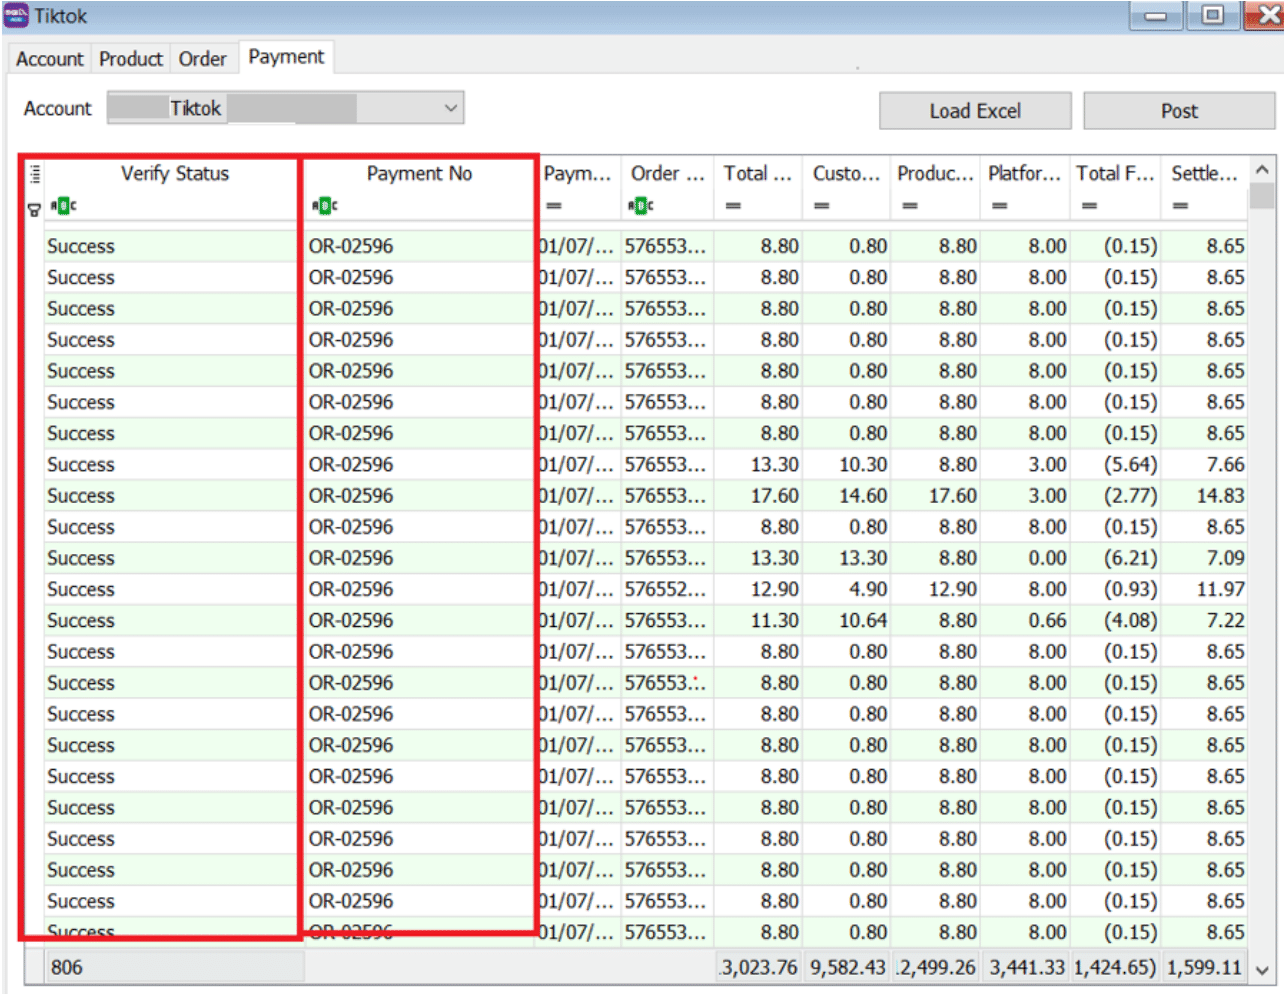 Tiktok
Account Product Order Payment
Account Tiktok Load Excel Post
Verify Status Payment No Paym... Order ... Total ... Custo... Produc... Platfor... Total F... Settle...
ABC ABC = ABC = = = = = =
Success OR-02596 01/07/... 576553... 8.80 0.80 8.80 8.00 (0.15) 8.65
Success OR-02596 01/07/... 576553... 8.80 0.80 8.80 8.00 (0.15) 8.65
Success OR-02596 01/07/... 576553... 8.80 0.80 8.80 8.00 (0.15) 8.65
Success OR-02596 01/07/... 576553... 8.80 0.80 8.80 8.00 (0.15) 8.65
Success OR-02596 01/07/... 576553... 8.80 0.80 8.80 8.00 (0.15) 8.65
Success OR-02596 01/07/... 576553... 8.80 0.80 8.80 8.00 (0.15) 8.65
Success OR-02596 01/07/... 576553... 8.80 0.80 8.80 8.00 (0.15) 8.65
Success OR-02596 01/07/... 576553... 13.30 10.30 8.80 3.00 (5.64) 7.66
Success OR-02596 01/07/... 576553... 17.60 14.60 17.60 3.00 (2.77) 14.83
Success OR-02596 01/07/... 576553... 8.80 0.80 8.80 8.00 (0.15) 8.65
Success OR-02596 01/07/... 576553... 13.30 13.30 8.80 0.00 (6.21) 7.09
Success OR-02596 01/07/... 576552... 12.90 4.90 12.90 8.00 (0.93) 11.97
Success OR-02596 01/07/... 576553... 11.30 10.64 8.80 0.66 (4.08) 7.22
Success OR-02596 01/07/... 576553... 8.80 0.80 8.80 8.00 (0.15) 8.65
Success OR-02596 01/07/... 576553... 8.80 0.80 8.80 8.00 (0.15) 8.65
Success OR-02596 01/07/... 576553... 8.80 0.80 8.80 8.00 (0.15) 8.65
Success OR-02596 01/07/... 576553... 8.80 0.80 8.80 8.00 (0.15) 8.65
Success OR-02596 01/07/... 576553... 8.80 0.80 8.80 8.00 (0.15) 8.65
Success OR-02596 01/07/... 576553... 8.80 0.80 8.80 8.00 (0.15) 8.65
Success OR-02596 01/07/... 576553... 8.80 0.80 8.80 8.00 (0.15) 8.65
Success OR-02596 01/07/... 576553... 8.80 0.80 8.80 8.00 (0.15) 8.65
Success OR-02596 01/07/... 576553... 8.80 0.80 8.80 8.00 (0.15) 8.65
Success OR-02596 01/07/... 576553... 8.80 0.80 8.80 8.00 (0.15) 8.65
806 3,023.76 9,582.43 2,499.26 3,441.33 1,424.65) 1,599.11